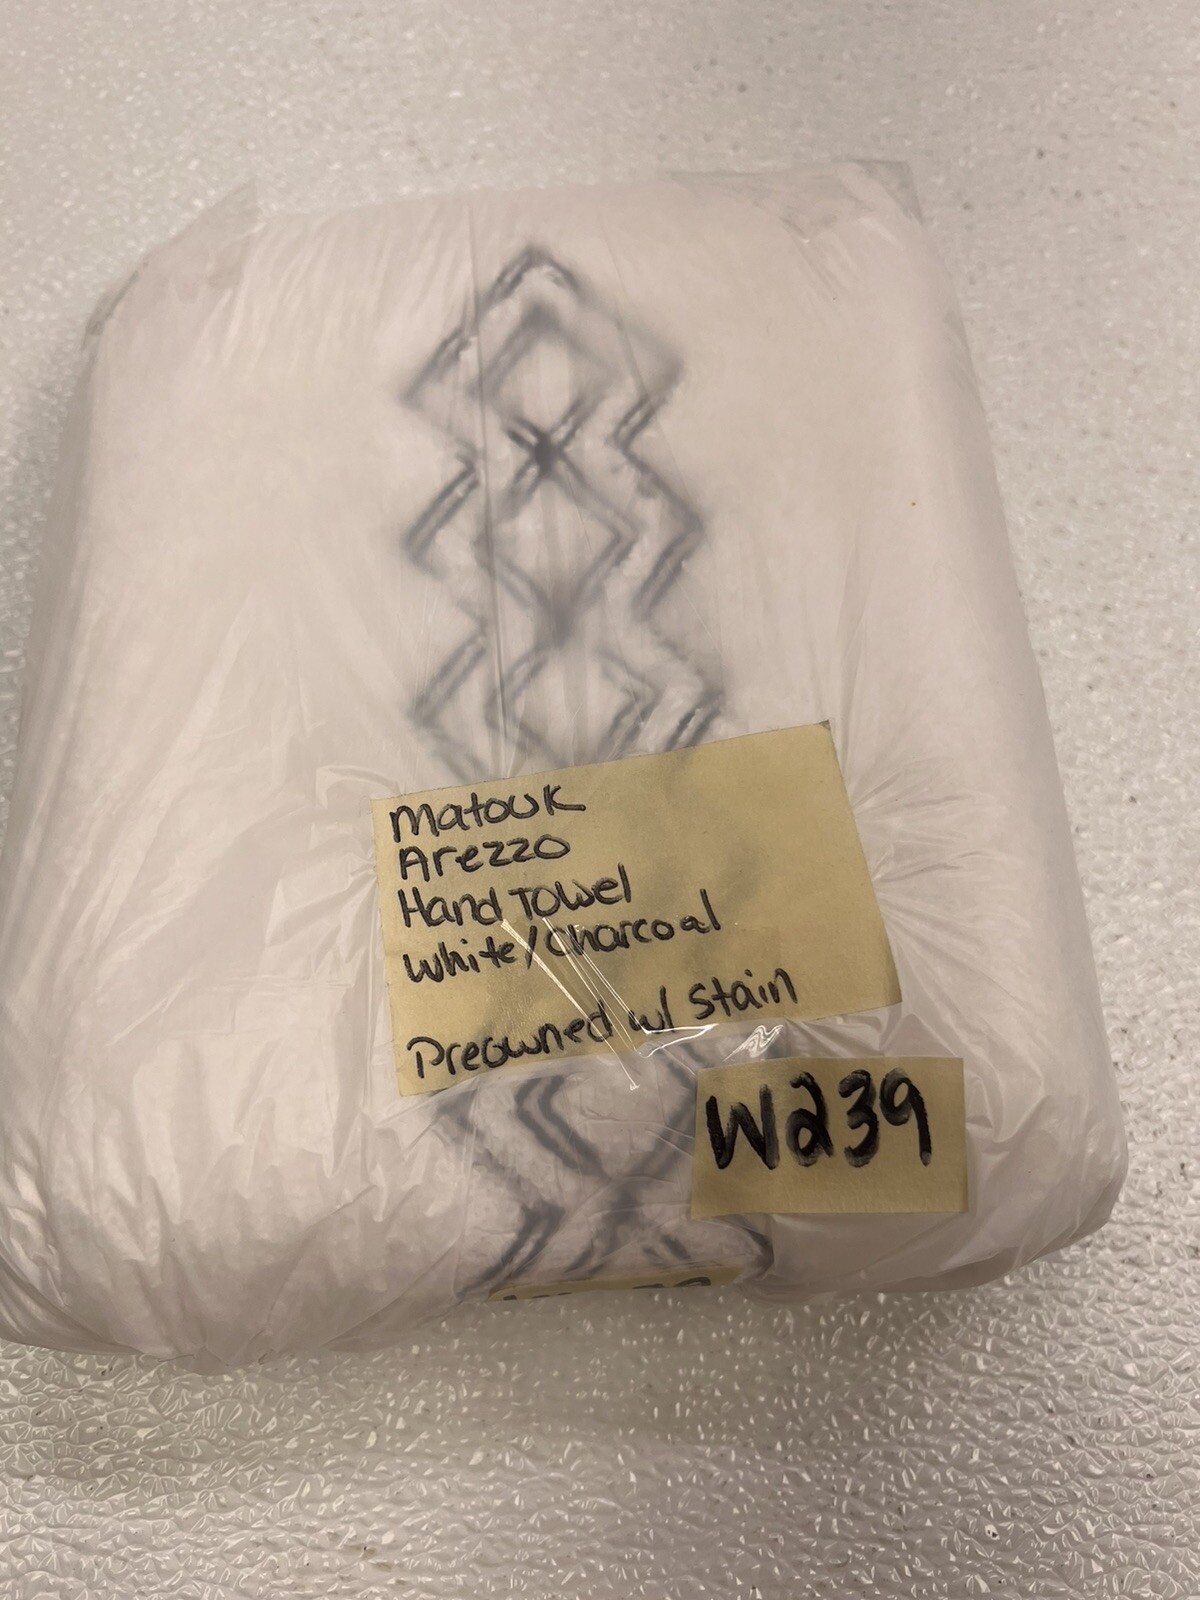 Matouk
Arezzo
Hand Towel
White/Charcoal
Preowned w/ Stain
W239